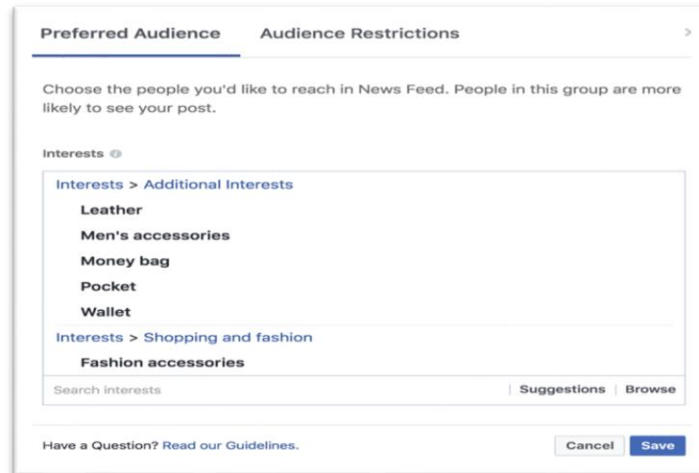 Preferred Audience Audience Restrictions >
Choose the people you'd like to reach in News Feed. People in this group are more
likely to see your post.
Interests
Interests > Additional Interests
Leather
Men's accessories
Money bag
Pocket
Wallet
Interests > Shopping and fashion
Fashion accessories
Search interests | Suggestions | Browse
Have a Question? Read our Guidelines. Cancel Save